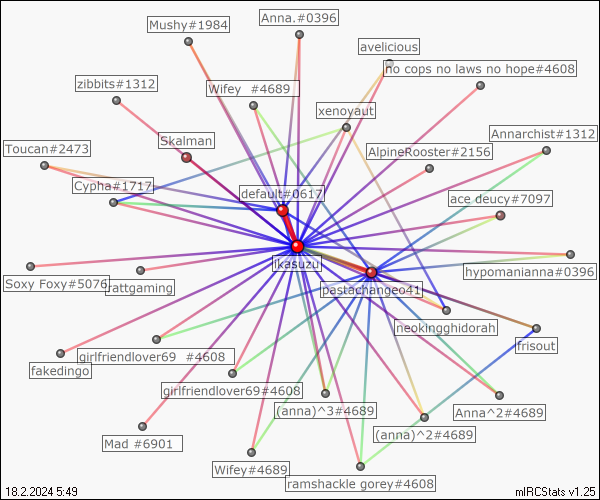 Anna.#0396
Mushy#1984
avelicious
no cops no laws no hope#4608
zibbits#1312
Wifey  #4689
xenoyaut
Annarchist#1312
Skalman
Toucan#2473
AlpineRooster#2156
Cypha#1717
default#0617
ace deucy#7097
ikasuzu
hypomanianna#0396
Soxy Foxy#5076
rattgaming
pastachangeo41
neokingghidorah
frisout
girlfriendlover69  #4608
fakedingo
girlfriendlover69#4608
(anna)^3#4689
Anna^2#4689
(anna)^2#4689
Mad #6901
Wifey#4689
ramshackle gorey#4608
18.2.2024 5:49
mIRCStats v1.25